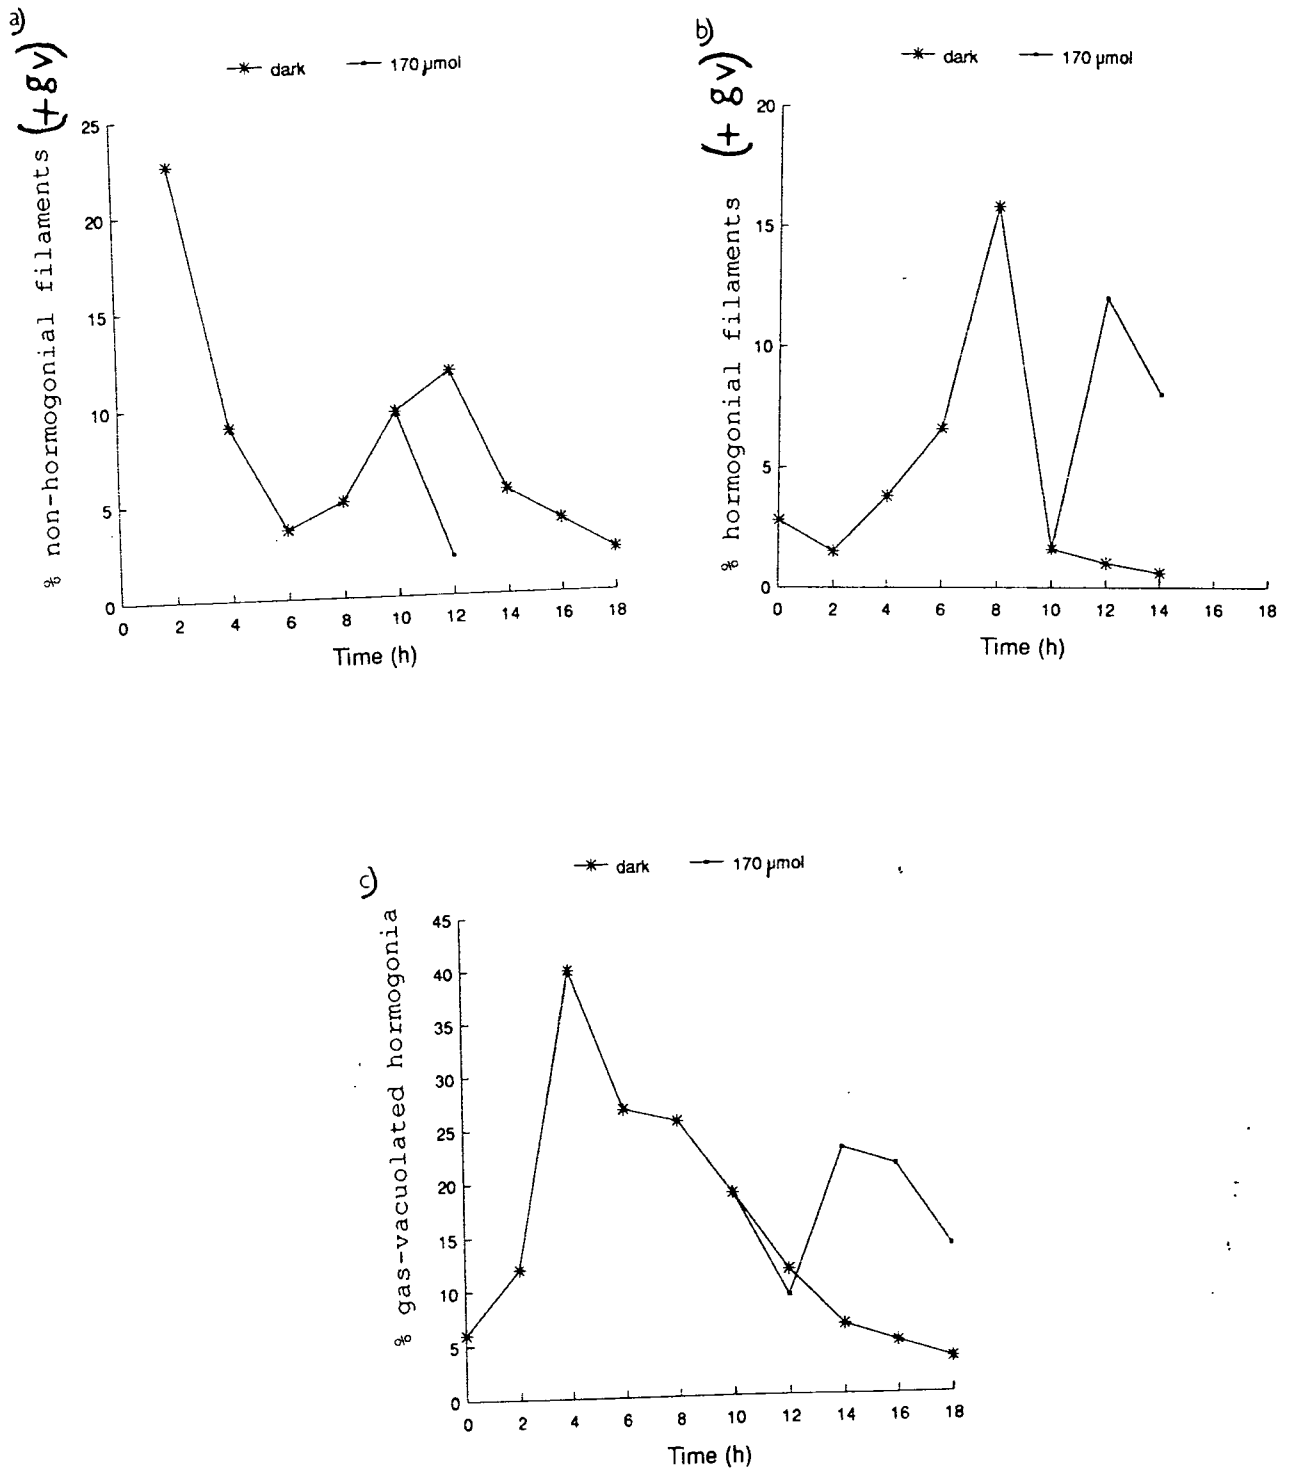 a)
dark 170 µmol
% non-hormogonial filaments (+gv)
25
20
15
10
5
0
0 2 4 6 8 10 12 14 16 18
Time (h)
b)
dark 170 µmol
% hormogonial filaments (+ gv)
20
15
10
5
0
0 2 4 6 8 10 12 14 16 18
Time (h)
c)
dark 170 µmol
% gas-vacuolated hormogonia
45
40
35
30
25
20
15
10
5
0
0 2 4 6 8 10 12 14 16 18
Time (h)